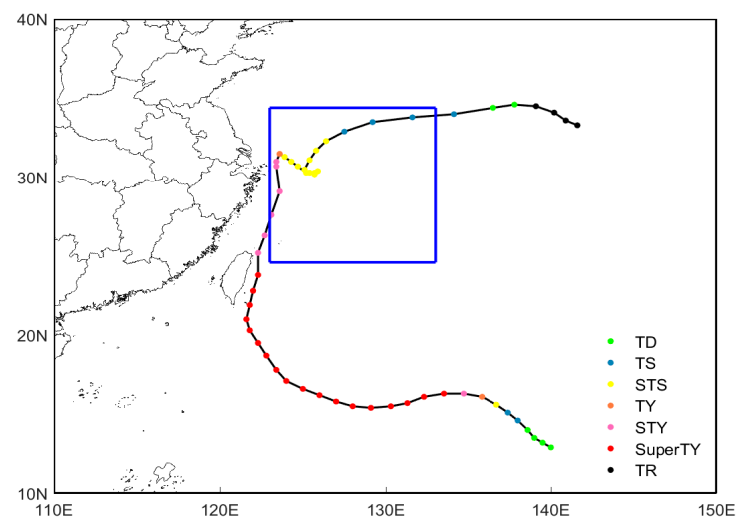 40N
30N
20N
10N
110E 120E 130E 140E 150E
TD
TS
STS
TY
STY
SuperTY
TR